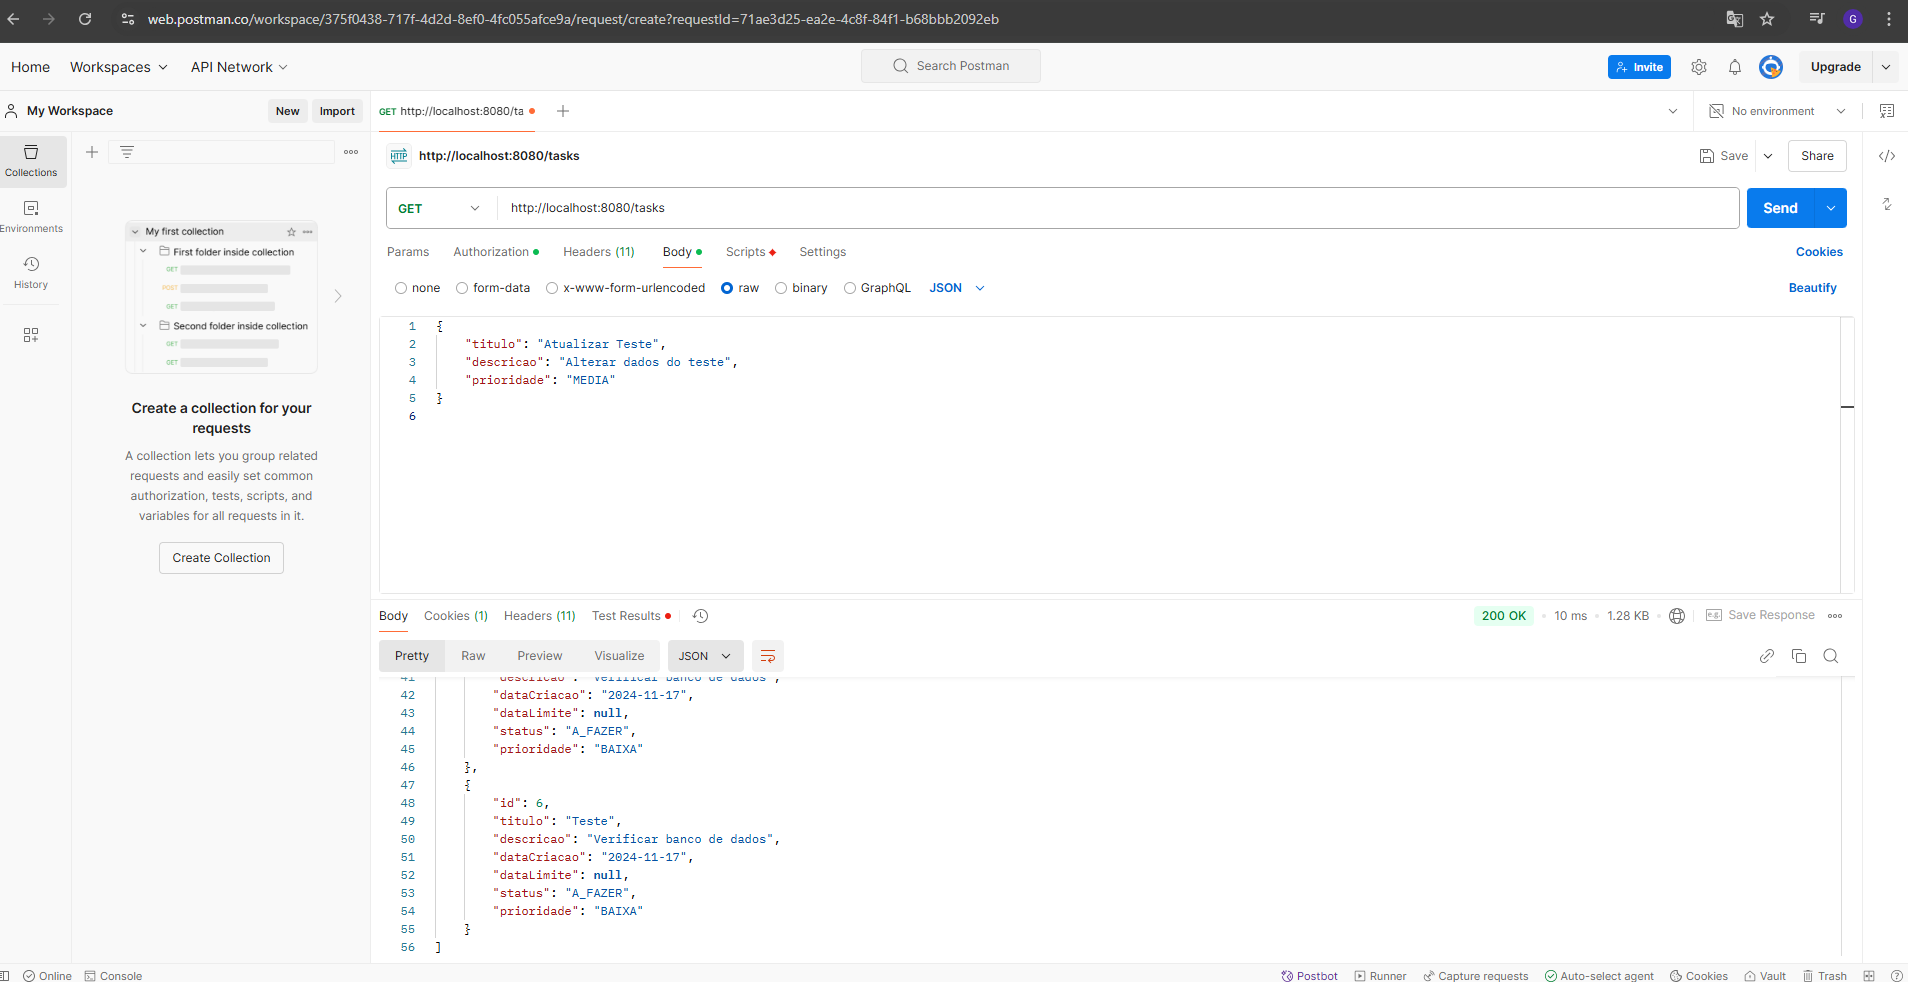 web.postman.co/workspace/375f0438-717f-4d2d-8ef0-4fc055afce9a/request/create?requestId=71ae3d25-ea2e-4c8f-84f1-b68bbb2092eb
G
Home Workspaces API Network
Search Postman
Invite
Upgrade
My Workspace
New
Import
GET http://localhost:8080/ta
No environment
Collections
Environments
History
My first collection
First folder inside collection
GET
POST
GET
Second folder inside collection
GET
GET
Create a collection for your
requests
A collection lets you group related
requests and easily set common
authorization, tests, scripts, and
variables for all requests in it.
Create Collection
HTTP http://localhost:8080/tasks
Save
Share
GET http://localhost:8080/tasks
Send
Params Authorization Headers (11) Body Scripts Settings
Cookies
none form-data x-www-form-urlencoded raw binary GraphQL JSON
Beautify
1 {
2 "titulo": "Atualizar Teste",
3 "descricao": "Alterar dados do teste",
4 "prioridade": "MEDIA"
5 }
6
Body Cookies (1) Headers (11) Test Results
200 OK 10 ms 1.28 KB
e.g. Save Response
Pretty Raw Preview Visualize JSON
41 "descricao": "Verificar banco de dados",
42 "dataCriacao": "2024-11-17",
43 "dataLimite": null,
44 "status": "A_FAZER",
45 "prioridade": "BAIXA"
46 },
47 {
48 "id": 6,
49 "titulo": "Teste",
50 "descricao": "Verificar banco de dados",
51 "dataCriacao": "2024-11-17",
52 "dataLimite": null,
53 "status": "A_FAZER",
54 "prioridade": "BAIXA"
55 }
56 ]
Online Console
Postbot Runner Capture requests Auto-select agent Cookies Vault Trash